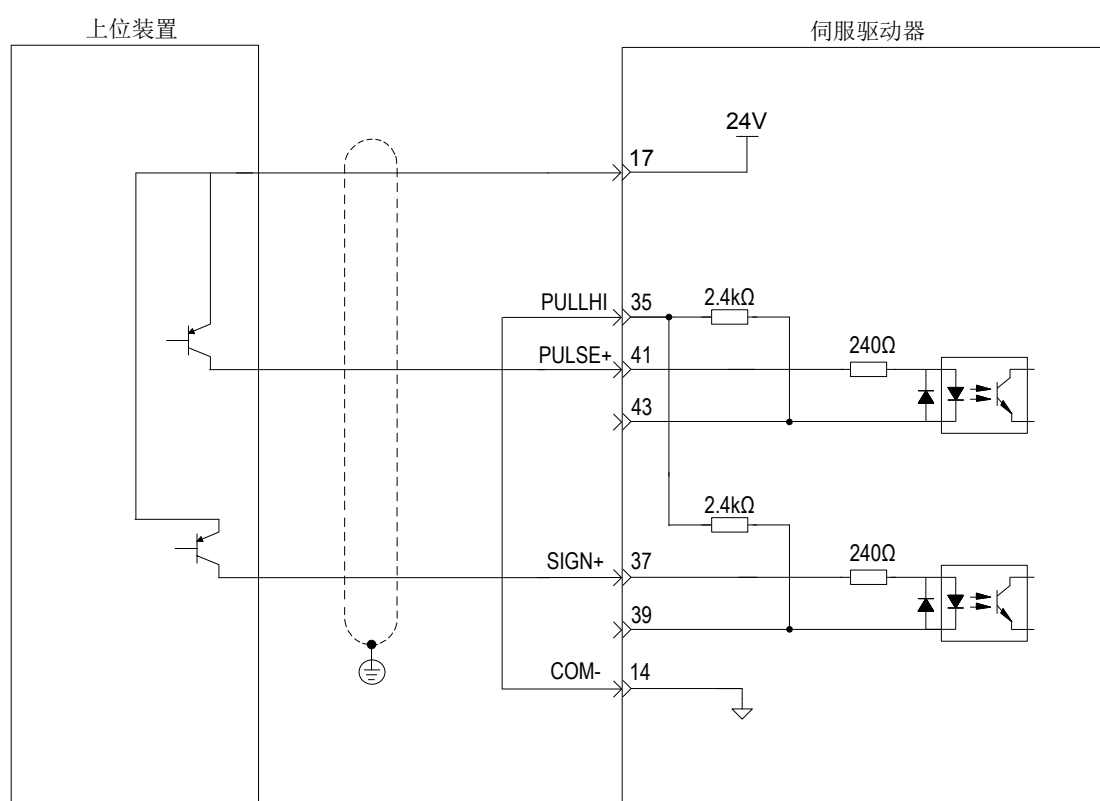 上位装置
伺服驱动器
24V
17
PULLHI 35 2.4kΩ
240Ω
PULSE+ 41
43
2.4kΩ
240Ω
SIGN+ 37
39
COM- 14